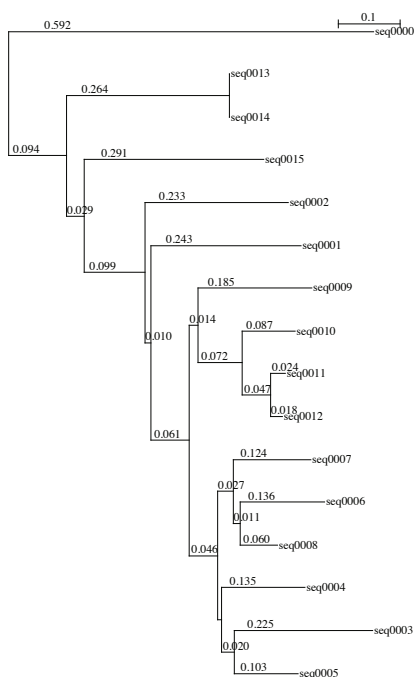 0.1
0.592 seq0000
seq0013
0.264
seq0014
0.094
0.291 seq0015
0.029
0.233 seq0002
0.243 seq0001
0.099
0.185 seq0009
0.014
0.087 seq0010
0.010
0.072
0.024 seq0011
0.047
0.018 seq0012
0.061
0.124 seq0007
0.027
0.136 seq0006
0.011
0.060 seq0008
0.046
0.135 seq0004
0.225 seq0003
0.020
0.103 seq0005